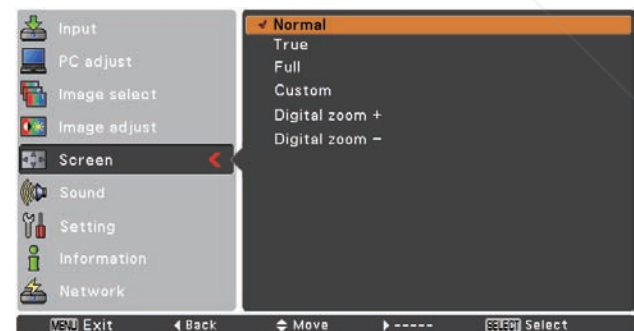 Input
PC adjust
Image select
Image adjust
Screen
Sound
Setting
Information
Network
✔ Normal
True
Full
Custom
Digital zoom +
Digital zoom –
MENU Exit ◀ Back ♦ Move ▶ ----- SELECT Select